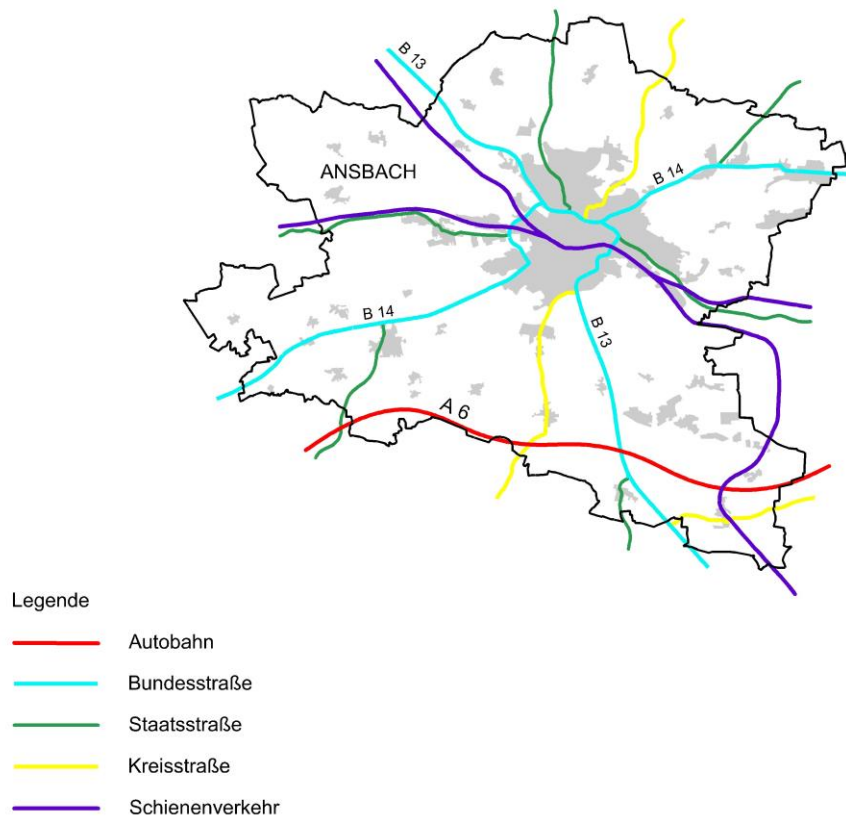 B 13
ANSBACH
B 14
B 14
B 13
A 6
Legende
Autobahn
Bundesstraße
Staatsstraße
Kreisstraße
Schienenverkehr